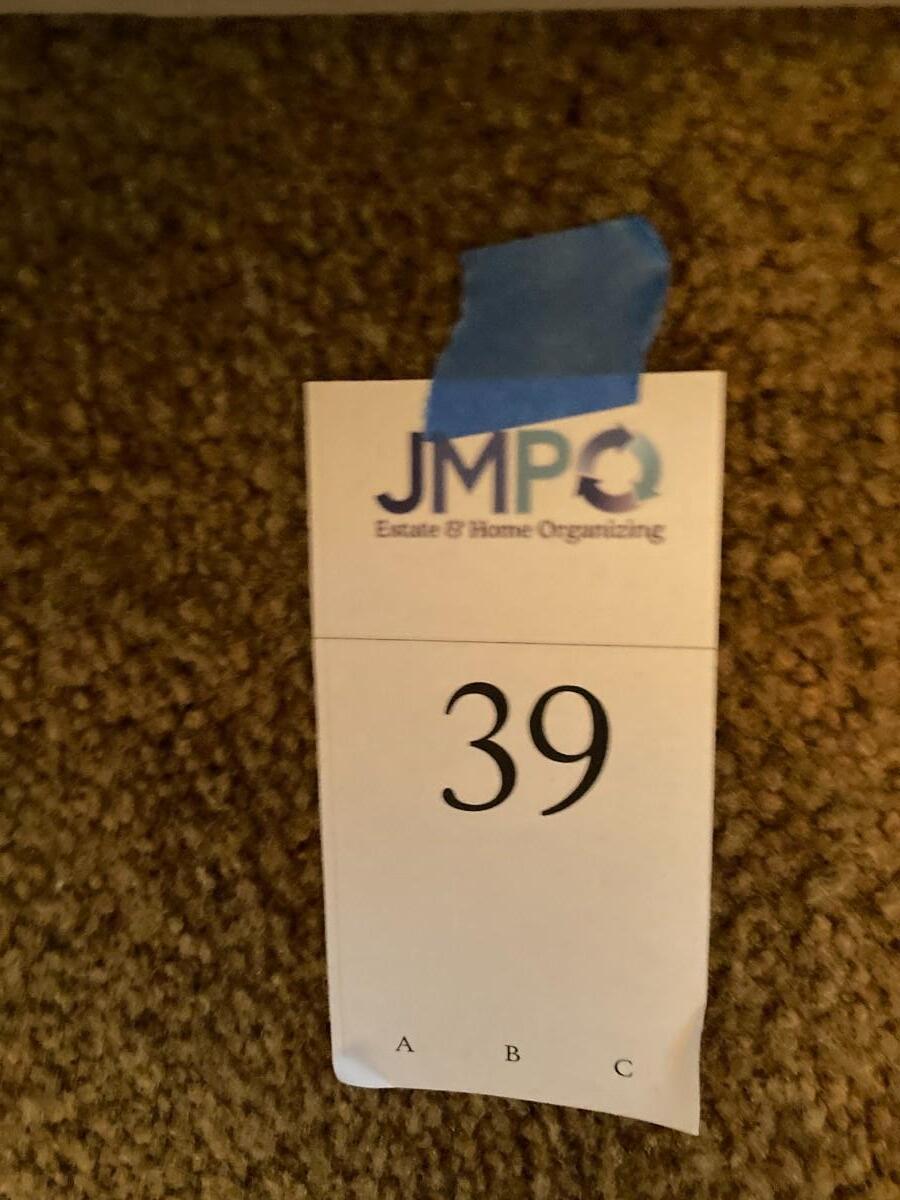 JMPO
Estate & Home Organizing
39
A B C